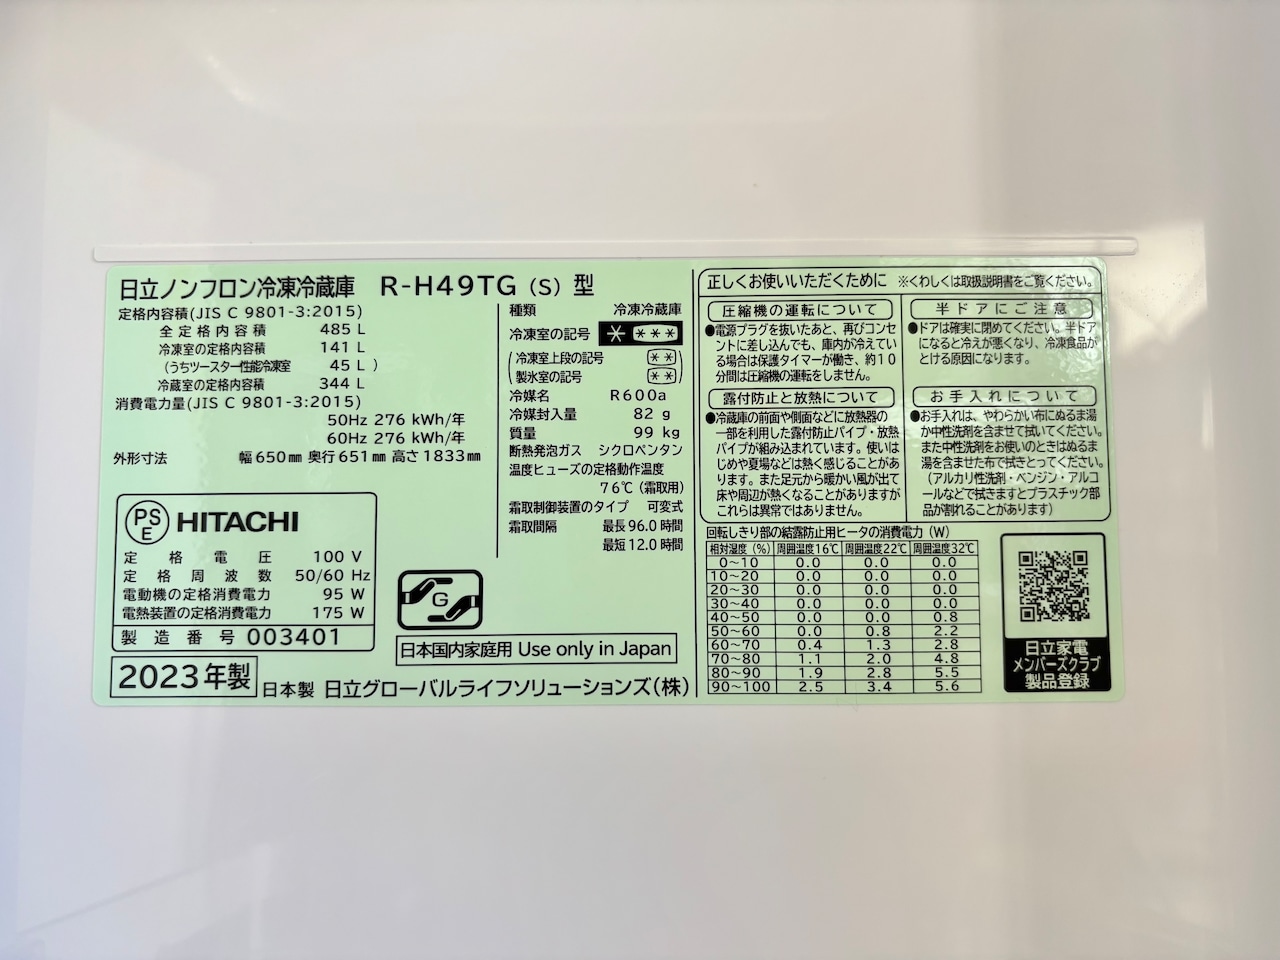 日立ノンフロン冷凍冷蔵庫 R-H49TG (S) 型
定格内容積(JIS C 9801-3:2015)
全定格内容積 485 L
冷凍室の定格内容積 141 L
(うちツースター性能冷凍室 45 L )
冷蔵室の定格内容積 344 L
消費電力量(JIS C 9801-3:2015)
50Hz 276 kWh/年
60Hz 276 kWh/年
外形寸法 幅650mm 奥行651mm 高さ1833mm
PS
E
HITACHI
定格電圧 100 V
定格周波数 50/60 Hz
電動機の定格消費電力 95 W
電熱装置の定格消費電力 175 W
製造番号 003401
2023年製
日本製 日立グローバルライフソリューションズ(株)
種類 冷凍冷蔵庫
冷凍室の記号 * ***
(冷凍室上段の記号 **
製氷室の記号 **)
冷媒名 R600a
冷媒封入量 82 g
質量 99 kg
断熱発泡ガス シクロペンタン
温度ヒューズの定格動作温度
76℃(霜取用)
霜取制御装置のタイプ 可変式
霜取間隔 最長96.0時間
最短12.0時間
G
日本国内家庭用 Use only in Japan
正しくお使いいただくために ※くわしくは取扱説明書をご覧ください。
圧縮機の運転について
●電源プラグを抜いたあと、再びコンセ
ントに差し込んでも、庫内が冷えてい
る場合は保護タイマーが働き、約10
分間は圧縮機の運転をしません。
半ドアにご注意
●ドアは確実に閉めてください。半ドア
になると冷えが悪くなり、冷凍食品が
とける原因になります。
露付防止と放熱について
●冷蔵庫の前面や側面などに放熱器の
一部を利用した露付防止パイプ・放熱
パイプが組み込まれています。使いは
じめや夏場などは熱く感じることがあ
ります。また足元から暖かい風が出て
床や周辺が熱くなることがありますが
これらは異常ではありません。
お手入れについて
●お手入れは、やわらかい布にぬるま湯
か中性洗剤を含ませて拭いてください。
また中性洗剤をお使いのときはぬるま
湯を含ませた布で拭きとってください。
(アルカリ性洗剤・ベンジン・アルコ
ールなどで拭きますとプラスチック部
品が割れることがあります)
回転しきり部の結露防止用ヒータの消費電力(W)
相対湿度(%) 周囲温度16℃ 周囲温度22℃ 周囲温度32℃
0~10 0.0 0.0 0.0
10~20 0.0 0.0 0.0
20~30 0.0 0.0 0.0
30~40 0.0 0.0 0.0
40~50 0.0 0.0 0.8
50~60 0.0 0.8 2.2
60~70 0.4 1.3 2.8
70~80 1.1 2.0 4.8
80~90 1.9 2.8 5.5
90~100 2.5 3.4 5.6
日立家電
メンバーズクラブ
製品登録